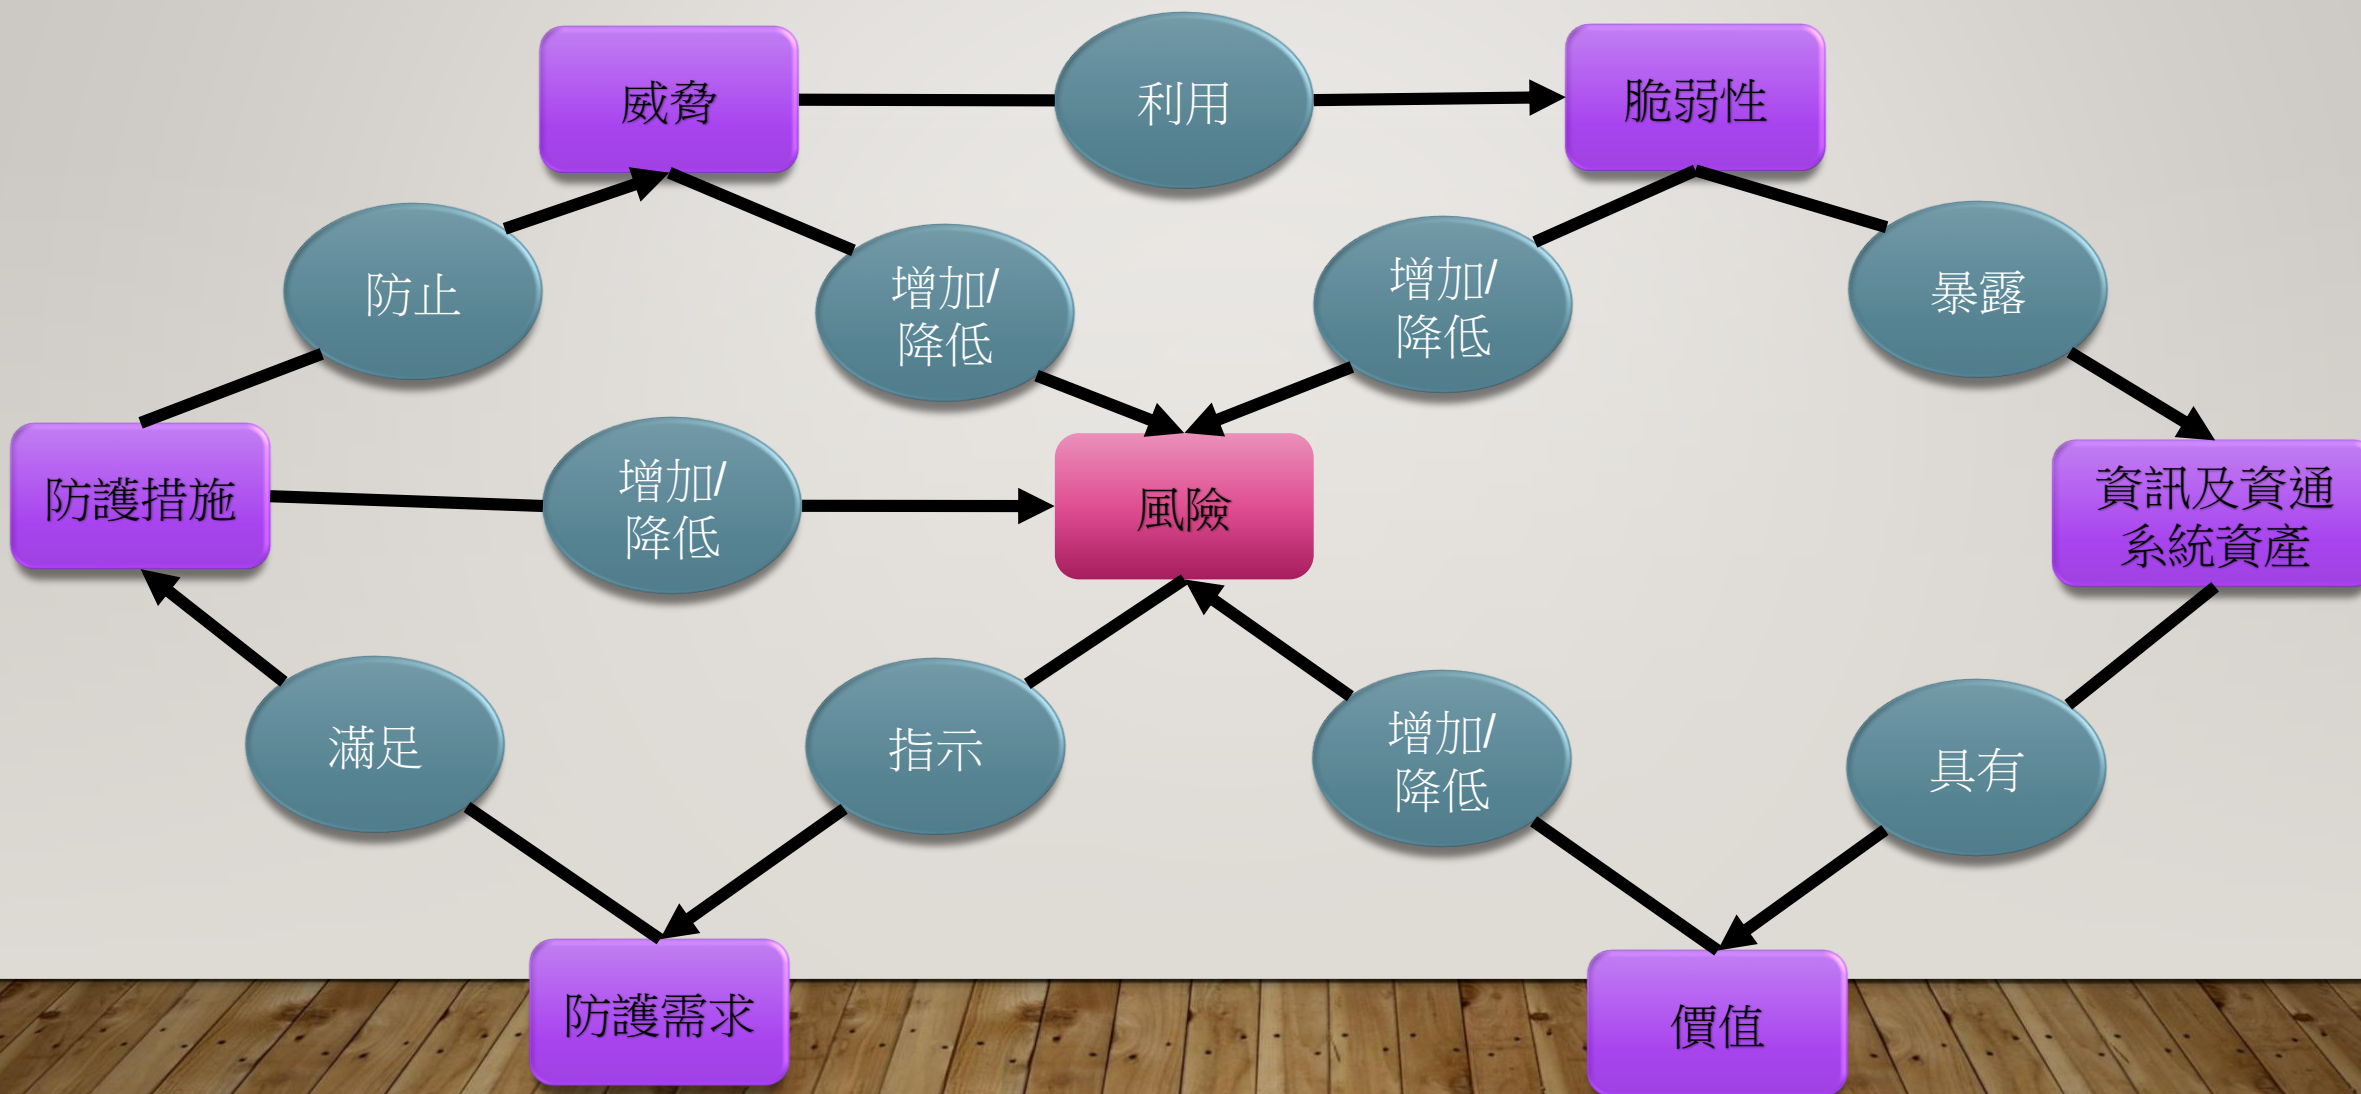 威脅
利用
脆弱性
防止
增加/
降低
增加/
降低
暴露
防護措施
增加/
降低
風險
資訊及資通
系統資產
滿足
指示
增加/
降低
具有
防護需求
價值